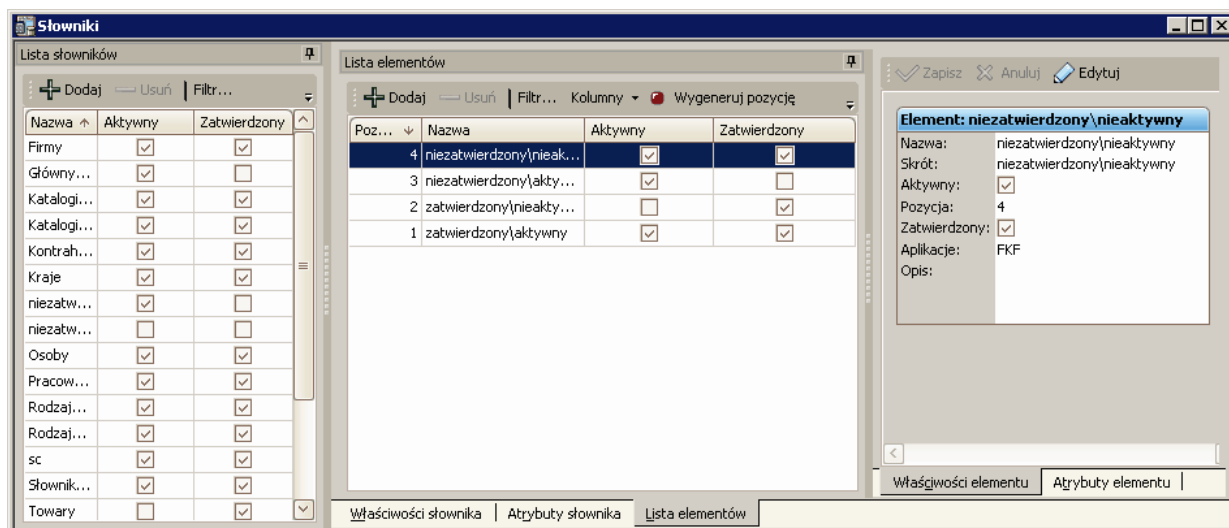 Słowniki
Lista słowników
Dodaj Usuń Filtr...
Nazwa Aktywny Zatwierdzony
Firmy
Główny...
Katalogi...
Katalogi...
Kontrah...
Kraje
niezatw...
niezatw...
Osoby
Pracow...
Rodzaj...
Rodzaj...
sc
Słownik...
Towary
Lista elementów
Dodaj Usuń Filtr... Kolumny Wygeneruj pozycję
Poz... Nazwa Aktywny Zatwierdzony
4 niezatwierdzony\nieak...
3 niezatwierdzony\akty...
2 zatwierdzony\nieakty...
1 zatwierdzony\aktywny
Właściwości słownika Atrybuty słownika Lista elementów
Zapisz Anuluj Edytuj
Element: niezatwierdzony\nieaktywny
Nazwa: niezatwierdzony\nieaktywny
Skrót: niezatwierdzony\nieaktywny
Aktywny:
Pozycja: 4
Zatwierdzony:
Aplikacje: FKF
Opis:
Właściwości elementu Atrybuty elementu